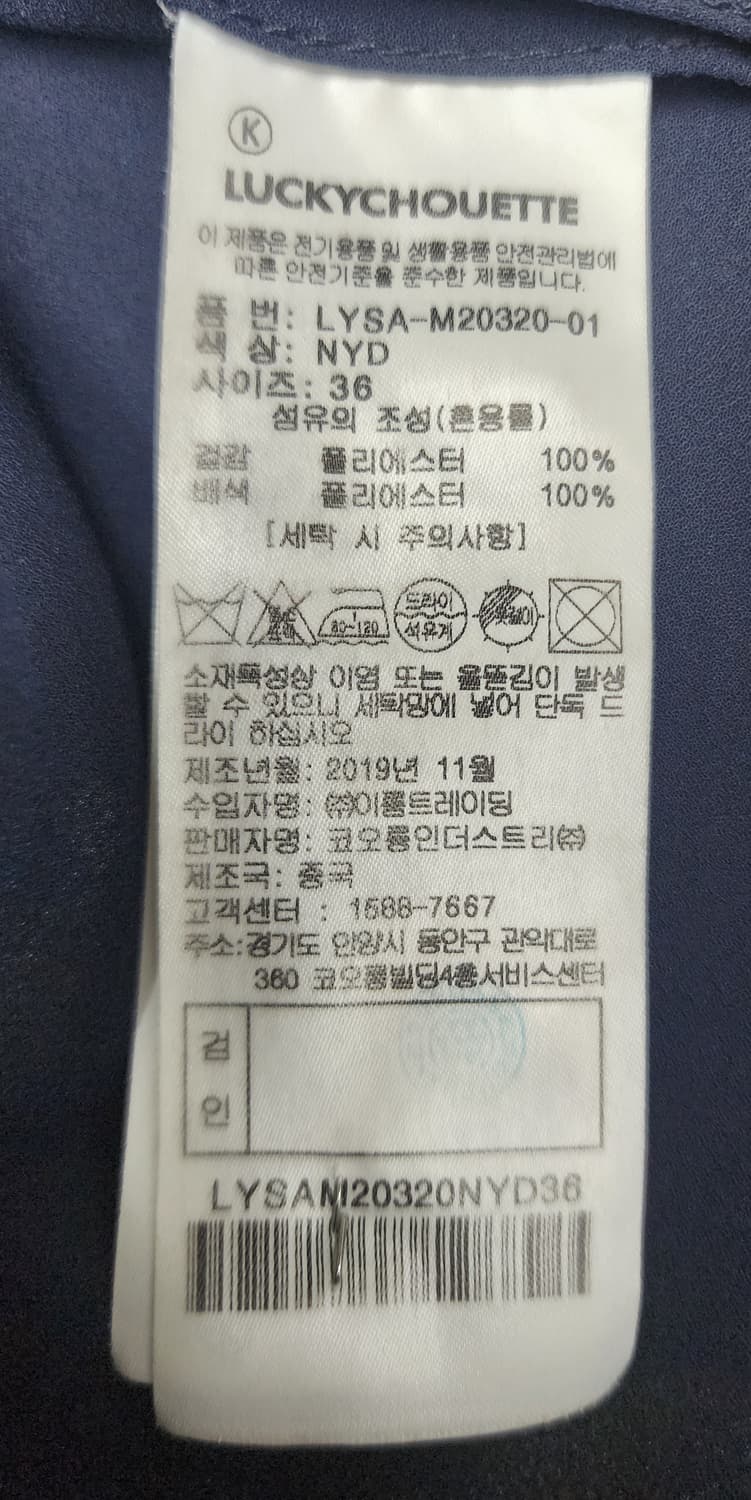 K
LUCKYCHOUETTE
이 제품은 전기용품 및 생활용품 안전관리법에
따른 안전기준을 준수한 제품입니다.
품 번: LYSA-M20320-01
색 상: NYD
사이즈: 36
섬유의 조성(혼용률)
겉감 폴리에스터 100%
배색 폴리에스터 100%
[세탁 시 주의사항]
80~120
드라이
석유계
소재특성상 이염 또는 올뜯김이 발생
할 수 있으니 세탁망에 넣어 단독 드
라이 하십시오
제조년월: 2019년 11월
수입자명: ㈜이룸트레이딩
판매자명: 코오롱인더스트리㈜
제조국: 중국
고객센터 : 1588-7667
주소:경기도 안양시 동안구 관악대로
360 코오롱빌딩4층서비스센터
검
인
LYSAM20320NYD36